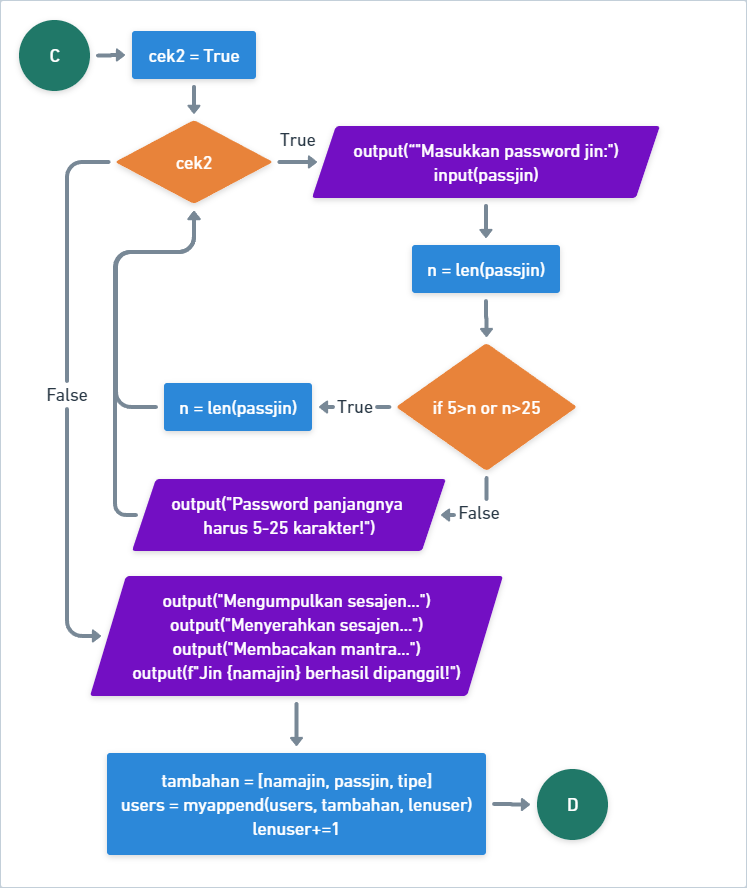 C
cek2 = True
cek2
True
output(“"Masukkan password jin:")
input(passjin)
n = len(passjin)
if 5>n or n>25
True
n = len(passjin)
False
False
output("Password panjangnya
harus 5-25 karakter!")
output("Mengumpulkan sesajen...")
output("Menyerahkan sesajen...")
output("Membacakan mantra...")
output(f"Jin {namajin} berhasil dipanggil!")
tambahan = [namajin, passjin, tipe]
users = myappend(users, tambahan, lenuser)
lenuser+=1
D